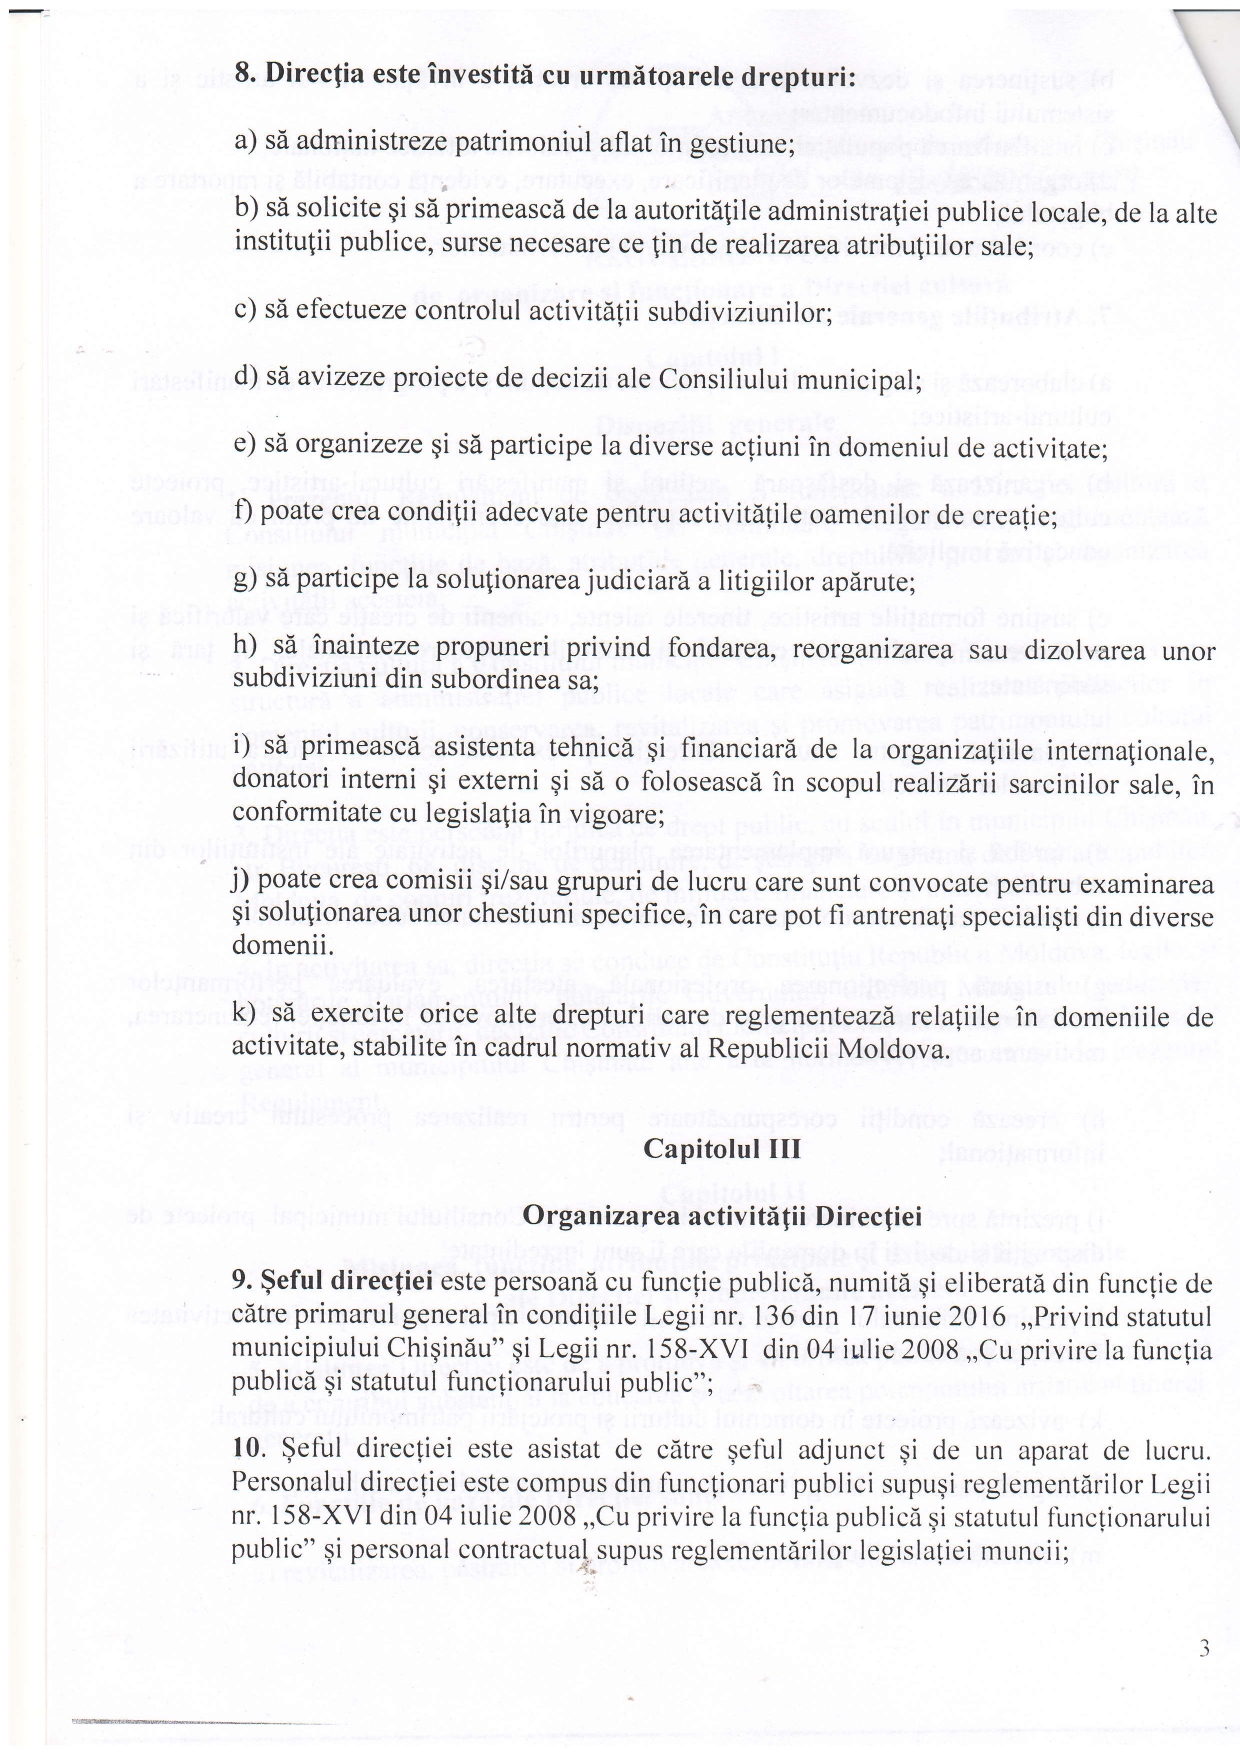 8. Direcţia este învestită cu următoarele drepturi:
a) să administreze patrimoniul aflat în gestiune;
b) să solicite şi să primească de la autorităţile administraţiei publice locale, de la alte
instituţii publice, surse necesare ce ţin de realizarea atribuţiilor sale;
c) să efectueze controlul activităţii subdiviziunilor;
d) să avizeze proiecte de decizii ale Consiliului municipal;
e) să organizeze şi să participe la diverse acţiuni în domeniul de activitate;
f) poate crea condiţii adecvate pentru activităţile oamenilor de creaţie;
g) să participe la soluţionarea judiciară a litigiilor apărute;
h) să înainteze propuneri privind fondarea, reorganizarea sau dizolvarea unor
subdiviziuni din subordinea sa;
i) să primească asistenta tehnică şi financiară de la organizaţiile internaţionale,
donatori interni şi externi şi să o folosească în scopul realizării sarcinilor sale, în
conformitate cu legislaţia în vigoare;
j) poate crea comisii şi/sau grupuri de lucru care sunt convocate pentru examinarea
şi soluţionarea unor chestiuni specifice, în care pot fi antrenaţi specialişti din diverse
domenii.
k) să exercite orice alte drepturi care reglementează relaţiile în domeniile de
activitate, stabilite în cadrul normativ al Republicii Moldova.
Capitolul III
Organizarea activităţii Direcţiei
9. Şeful direcţiei este persoană cu funcţie publică, numită şi eliberată din funcţie de
către primarul general în condiţiile Legii nr. 136 din 17 iunie 2016 „Privind statutul
municipiului Chişinău” şi Legii nr. 158-XVI din 04 iulie 2008 „Cu privire la funcţia
publică şi statutul funcţionarului public”;
10. Şeful direcţiei este asistat de către şeful adjunct şi de un aparat de lucru.
Personalul direcţiei este compus din funcţionari publici supuşi reglementărilor Legii
nr. 158-XVI din 04 iulie 2008 „Cu privire la funcţia publică şi statutul funcţionarului
public” şi personal contractual supus reglementărilor legislaţiei muncii;
3